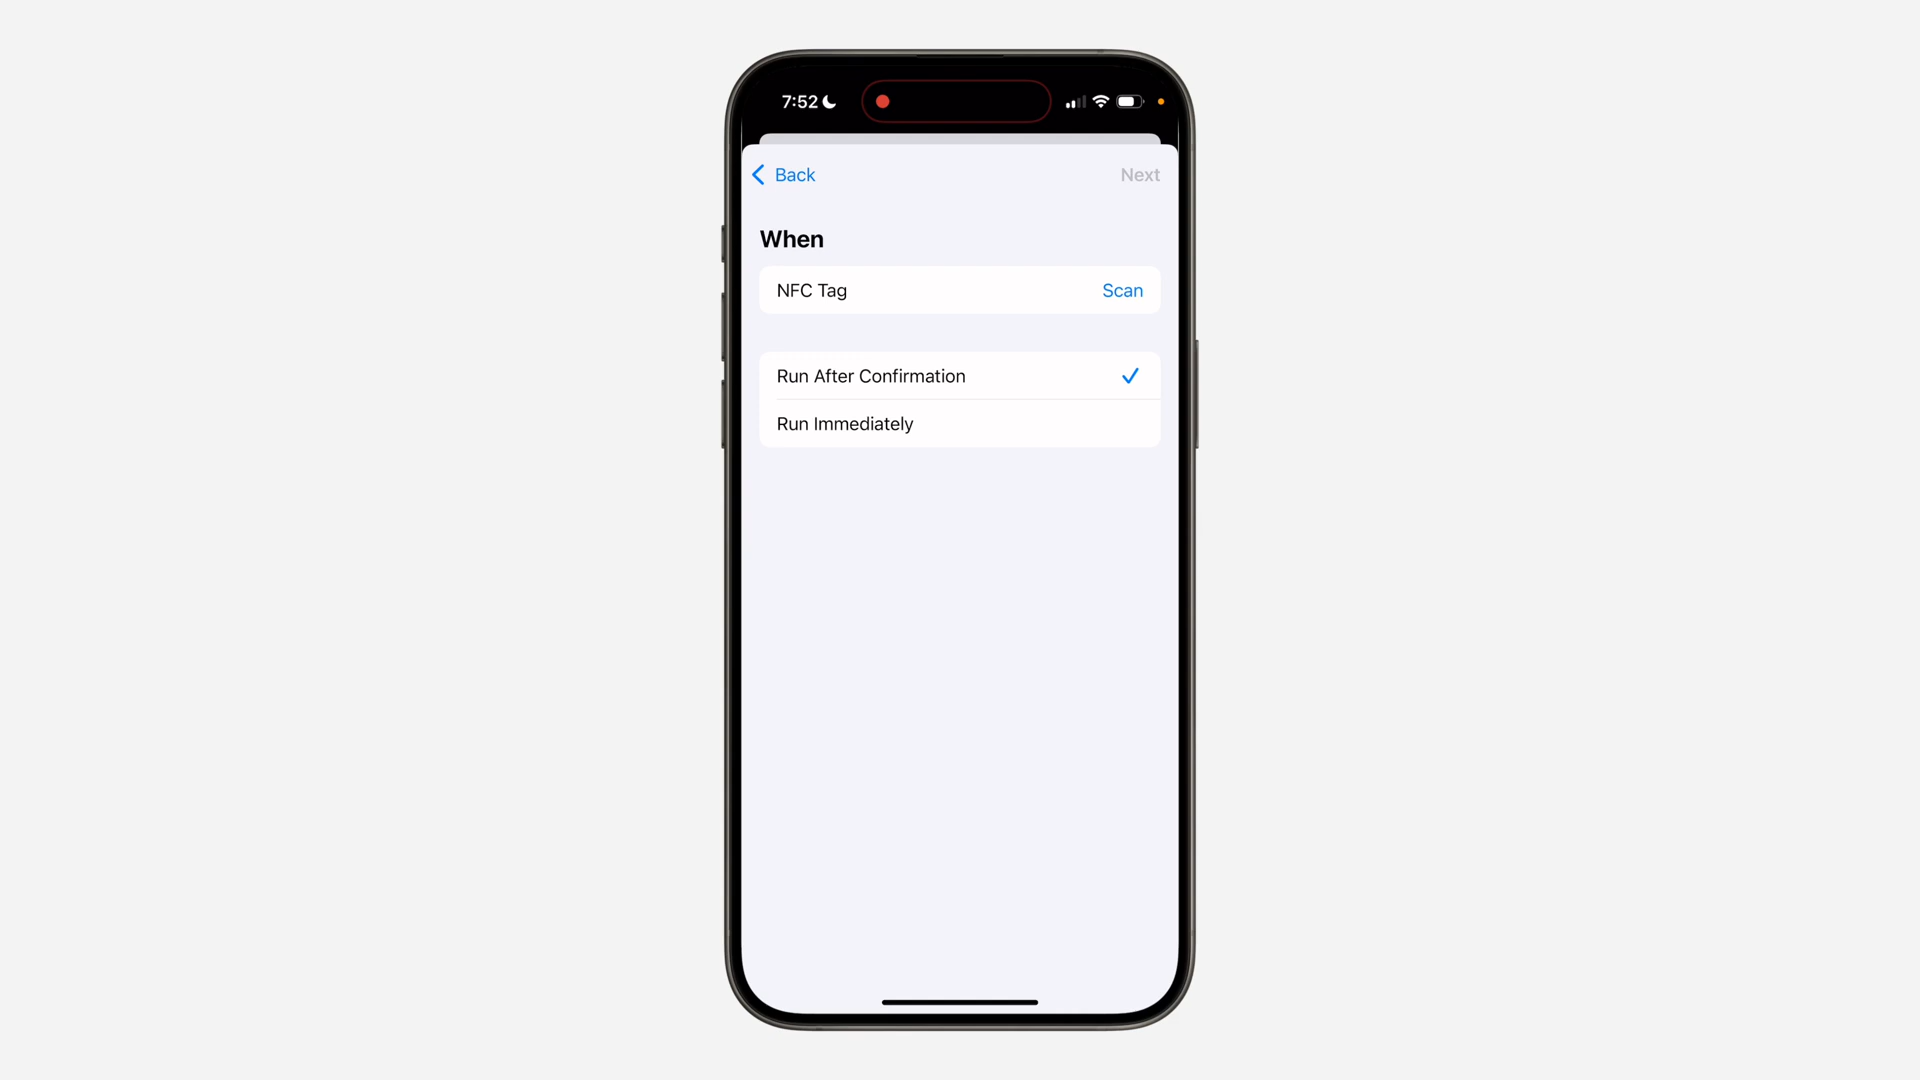 7:52
Back Next
When
NFC Tag Scan
Run After Confirmation
Run Immediately